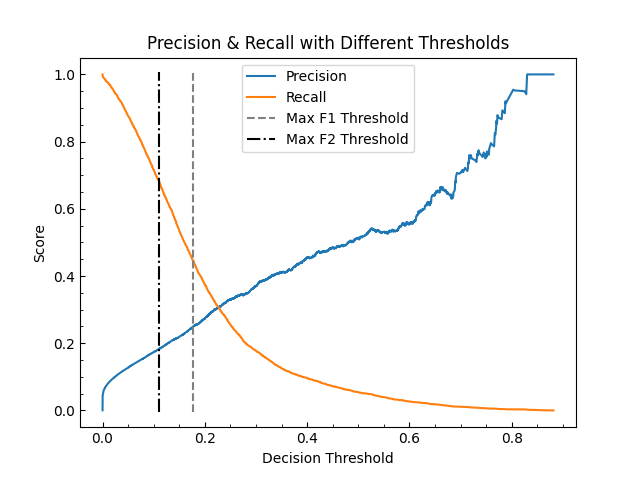 Precision & Recall with Different Thresholds
Precision
Recall
Max F1 Threshold
Max F2 Threshold
Score
1.0
0.8
0.6
0.4
0.2
0.0
0.0 0.2 0.4 0.6 0.8
Decision Threshold